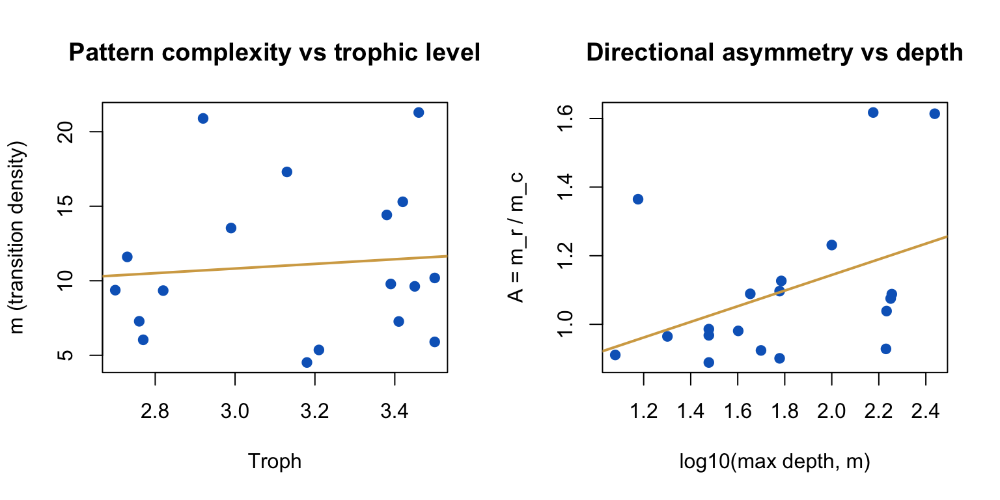 Pattern complexity vs trophic level
m (transition density)
20
15
10
5
2.8 3.0 3.2 3.4
Troph
Directional asymmetry vs depth
A = m_r / m_c
1.6
1.4
1.2
1.0
1.2 1.4 1.6 1.8 2.0 2.2 2.4
log10(max depth, m)